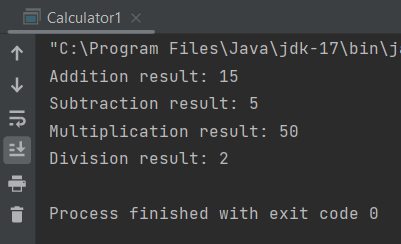 Calculator1
"C:\Program Files\Java\jdk-17\bin\
Addition result: 15
Subtraction result: 5
Multiplication result: 50
Division result: 2
Process finished with exit code 0